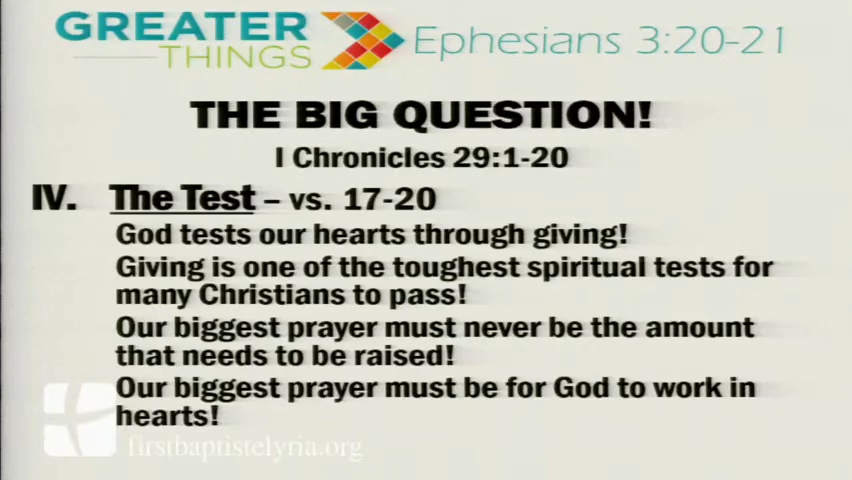 GREATER
THINGS
Ephesians 3:20-21
THE BIG QUESTION!
I Chronicles 29:1-20
IV. The Test – vs. 17-20
God tests our hearts through giving!
Giving is one of the toughest spiritual tests for
many Christians to pass!
Our biggest prayer must never be the amount
that needs to be raised!
Our biggest prayer must be for God to work in
hearts!
firstbaptistelyria.org